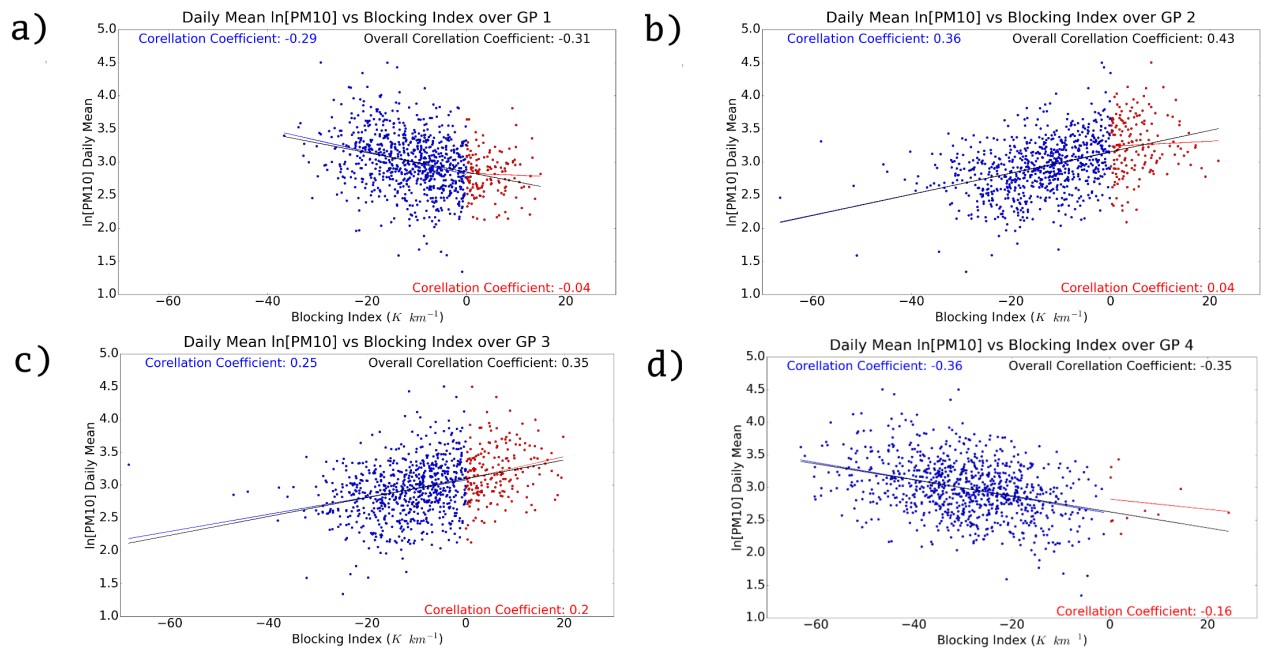 a)
Daily Mean ln[PM10] vs Blocking Index over GP 1
Corellation Coefficient: -0.29
Overall Corellation Coefficient: -0.31
5.0
4.5
4.0
3.5
3.0
2.5
2.0
1.5
1.0
ln[PM10] Daily Mean
Corellation Coefficient: -0.04
−60
−40
−20
0
20
Blocking Index (K km⁻¹)
b)
Daily Mean ln[PM10] vs Blocking Index over GP 2
Corellation Coefficient: 0.36
Overall Corellation Coefficient: 0.43
5.0
4.5
4.0
3.5
3.0
2.5
2.0
1.5
1.0
ln[PM10] Daily Mean
Corellation Coefficient: 0.04
−60
−40
−20
0
20
Blocking Index (K km⁻¹)
c)
Daily Mean ln[PM10] vs Blocking Index over GP 3
Corellation Coefficient: 0.25
Overall Corellation Coefficient: 0.35
5.0
4.5
4.0
3.5
3.0
2.5
2.0
1.5
1.0
ln[PM10] Daily Mean
Corellation Coefficient: 0.2
−60
−40
−20
0
20
Blocking Index (K km⁻¹)
d)
Daily Mean ln[PM10] vs Blocking Index over GP 4
Corellation Coefficient: -0.36
Overall Corellation Coefficient: -0.35
5.0
4.5
4.0
3.5
3.0
2.5
2.0
1.5
1.0
ln[PM10] Daily Mean
Corellation Coefficient: -0.16
−60
−40
−20
0
20
Blocking Index (K km⁻¹)